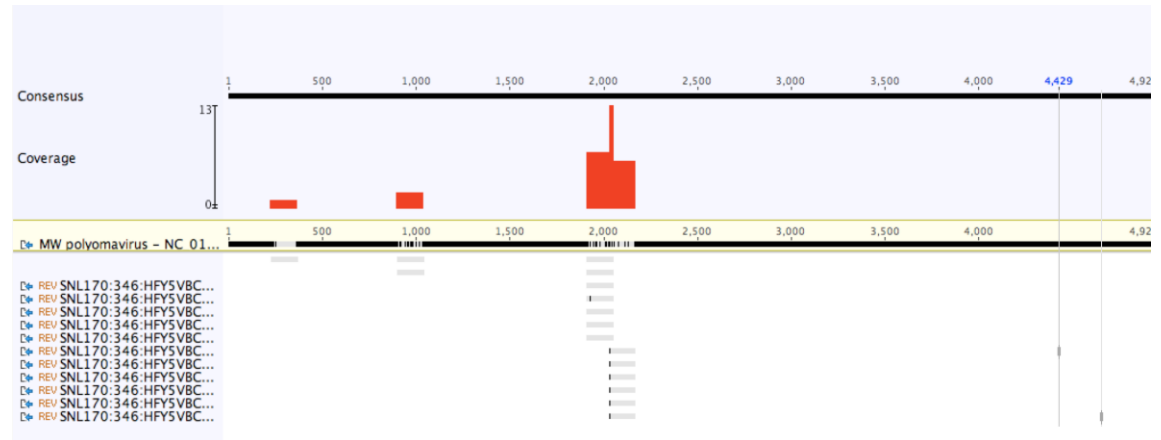 1 500 1,000 1,500 2,000 2,500 3,000 3,500 4,000 4,429 4,92
Consensus
13
Coverage
0
1 500 1,000 1,500 2,000 2,500 3,000 3,500 4,000 4,92
MW polyomavirus - NC_01...
REV SNL170:346:HFY5VBC...
REV SNL170:346:HFY5VBC...
REV SNL170:346:HFY5VBC...
REV SNL170:346:HFY5VBC...
REV SNL170:346:HFY5VBC...
REV SNL170:346:HFY5VBC...
REV SNL170:346:HFY5VBC...
REV SNL170:346:HFY5VBC...
REV SNL170:346:HFY5VBC...
REV SNL170:346:HFY5VBC...
REV SNL170:346:HFY5VBC...